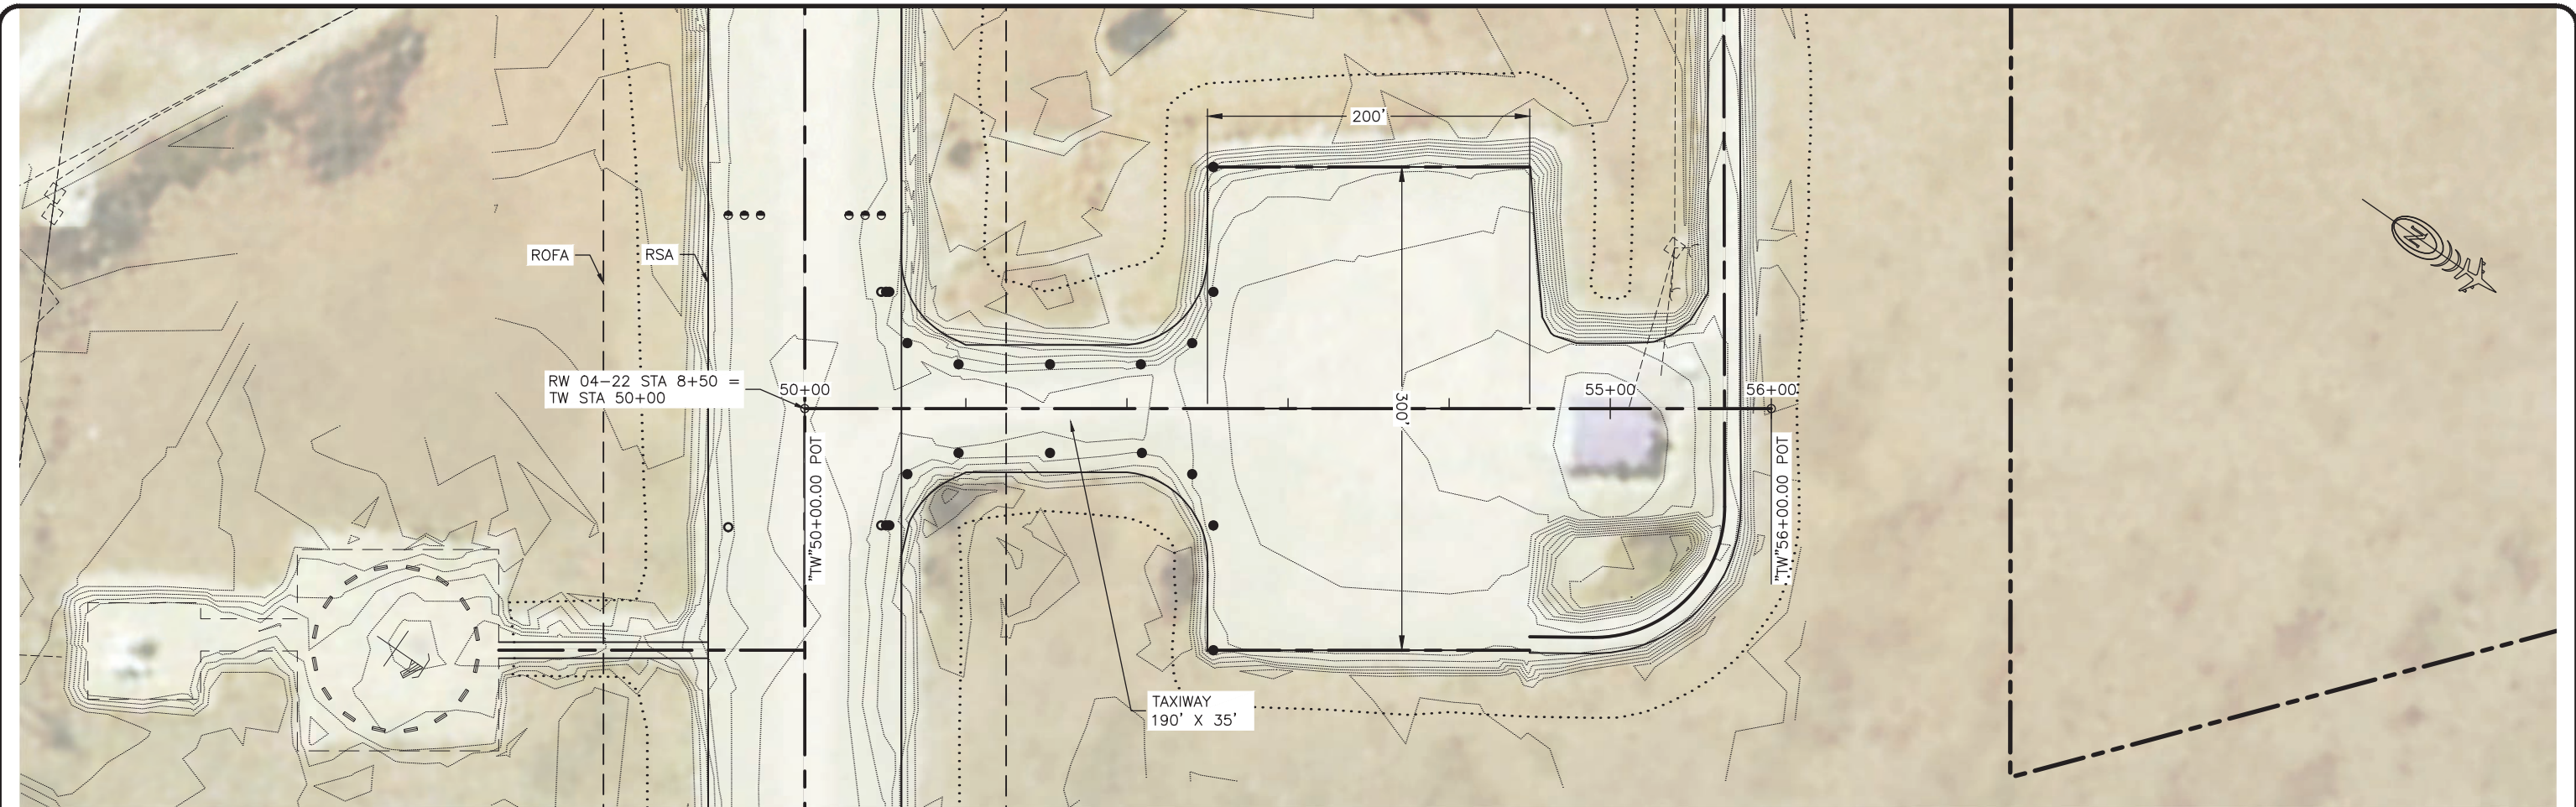 200'
ROFA
RSA
RW 04-22 STA 8+50 =
TW STA 50+00
50+00
55+00
56+00
300'
"TW"50+00.00 POT
"TW"56+00.00 POT
TAXIWAY
190' X 35'
N